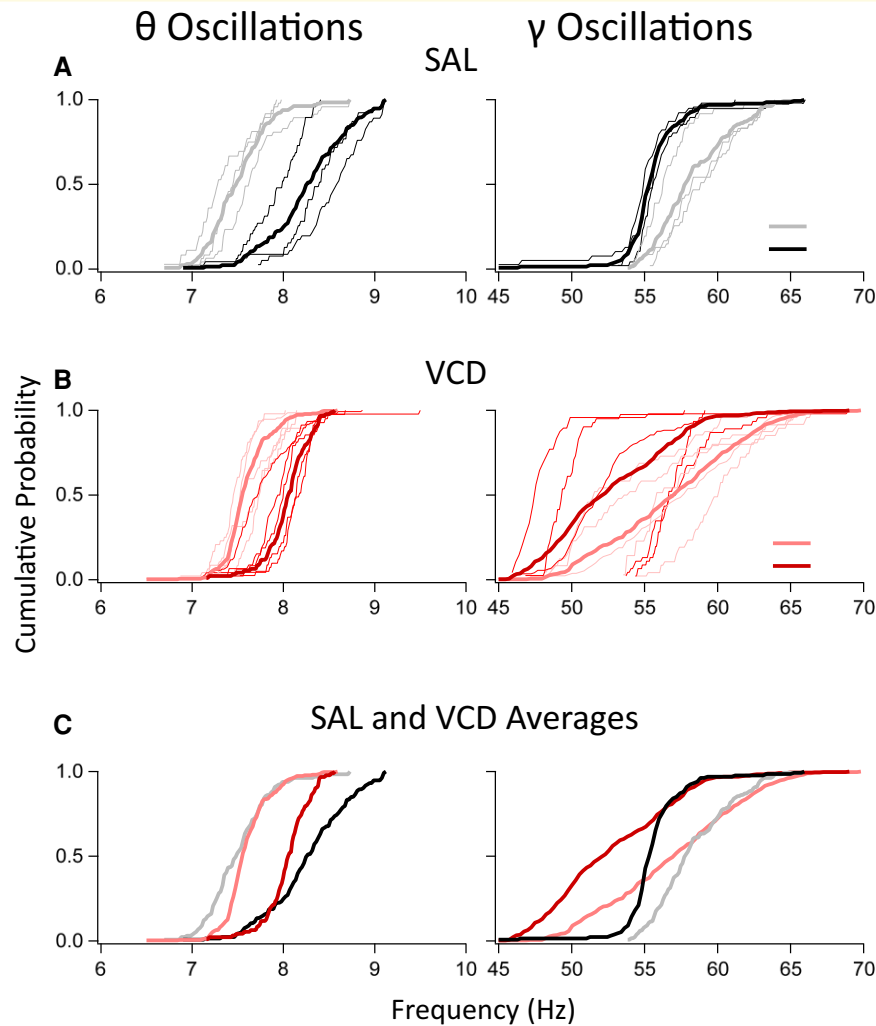 θ Oscillations
γ Oscillations
A
SAL
1.0
0.5
0.0
6 7 8 9 10
45 50 55 60 65 70
B
VCD
1.0
0.5
0.0
6 7 8 9 10
45 50 55 60 65 70
Cumulative Probability
C
SAL and VCD Averages
1.0
0.5
0.0
6 7 8 9 10
45 50 55 60 65 70
Frequency (Hz)